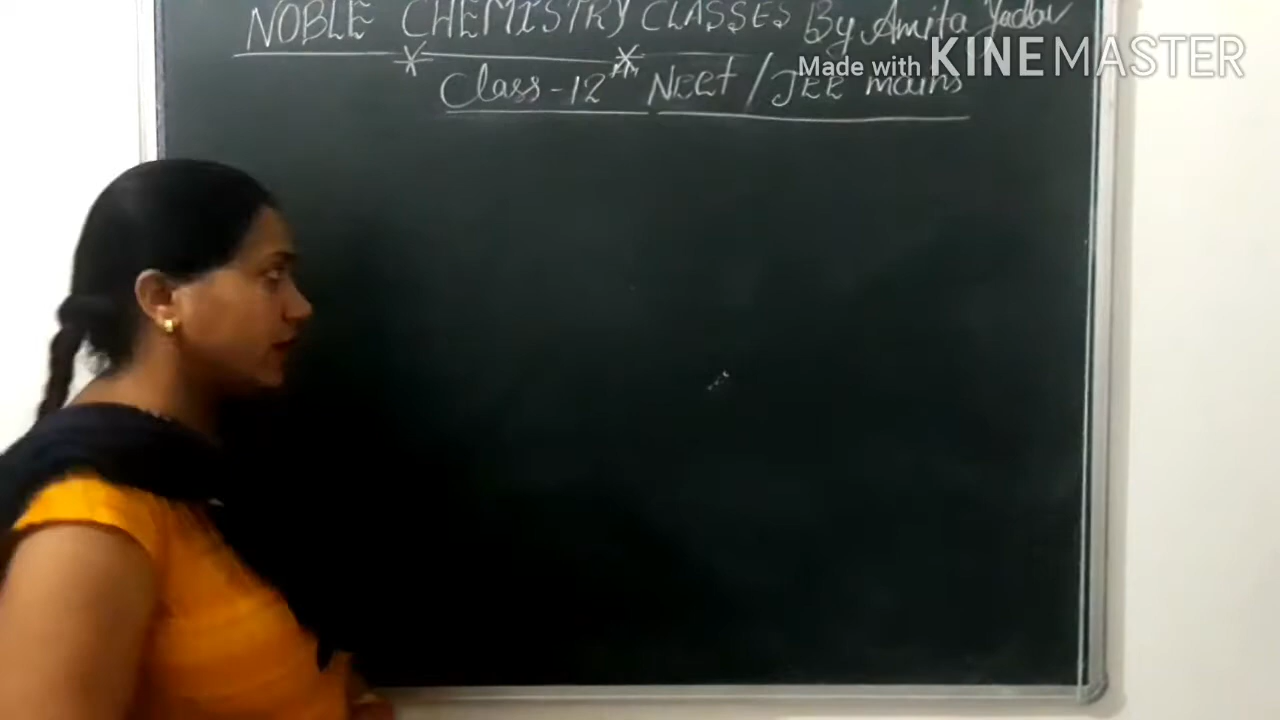 NOBLE CHEMISTRY CLASSES By Amita Yadav
Made with KINEMASTER
Class-12th Neet / JEE mains